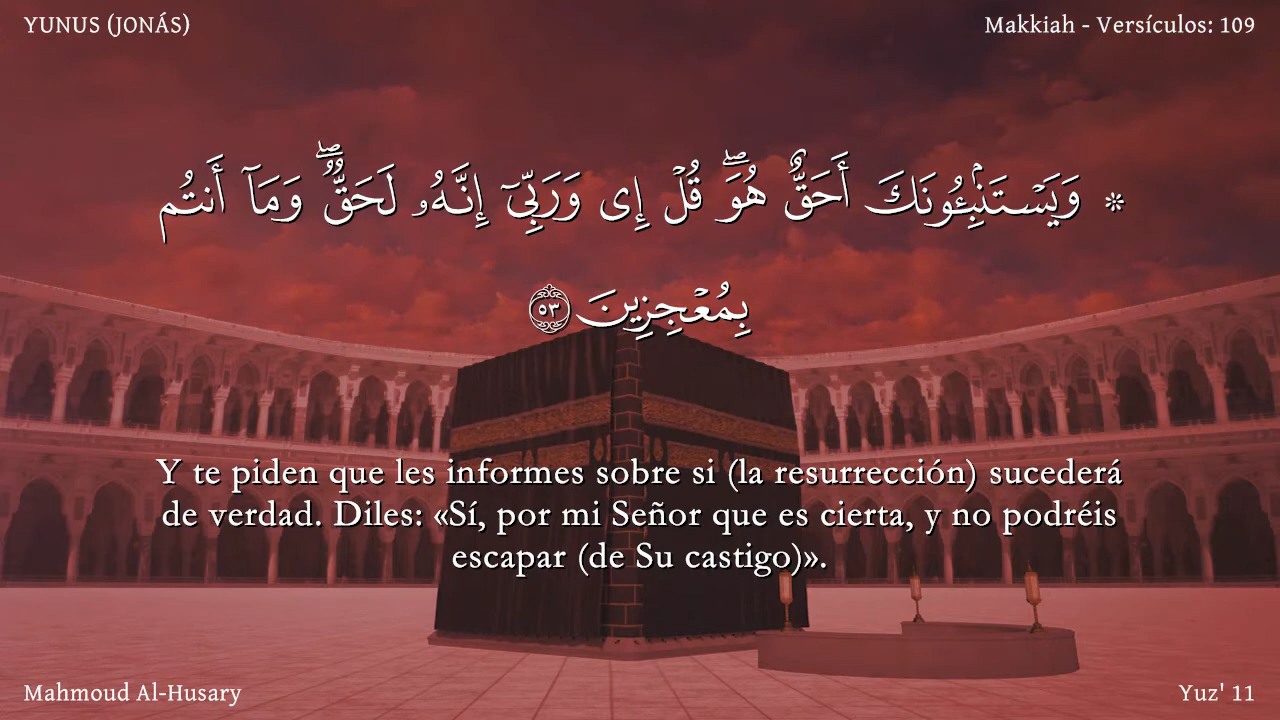 YUNUS (JONÁS)
Makkiah - Versículos: 109
۞ وَيَسْتَنۢبِـُٔونَكَ أَحَقٌّ هُوَ ۖ قُلْ إِى وَرَبِّىٓ إِنَّهُۥ لَحَقٌّ ۖ وَمَآ أَنتُم
بِمُعْجِزِينَ ٥٣
Y te piden que les informes sobre si (la resurrección) sucederá
de verdad. Diles: «Sí, por mi Señor que es cierta, y no podréis
escapar (de Su castigo)».
Mahmoud Al-Husary
Yuz' 11